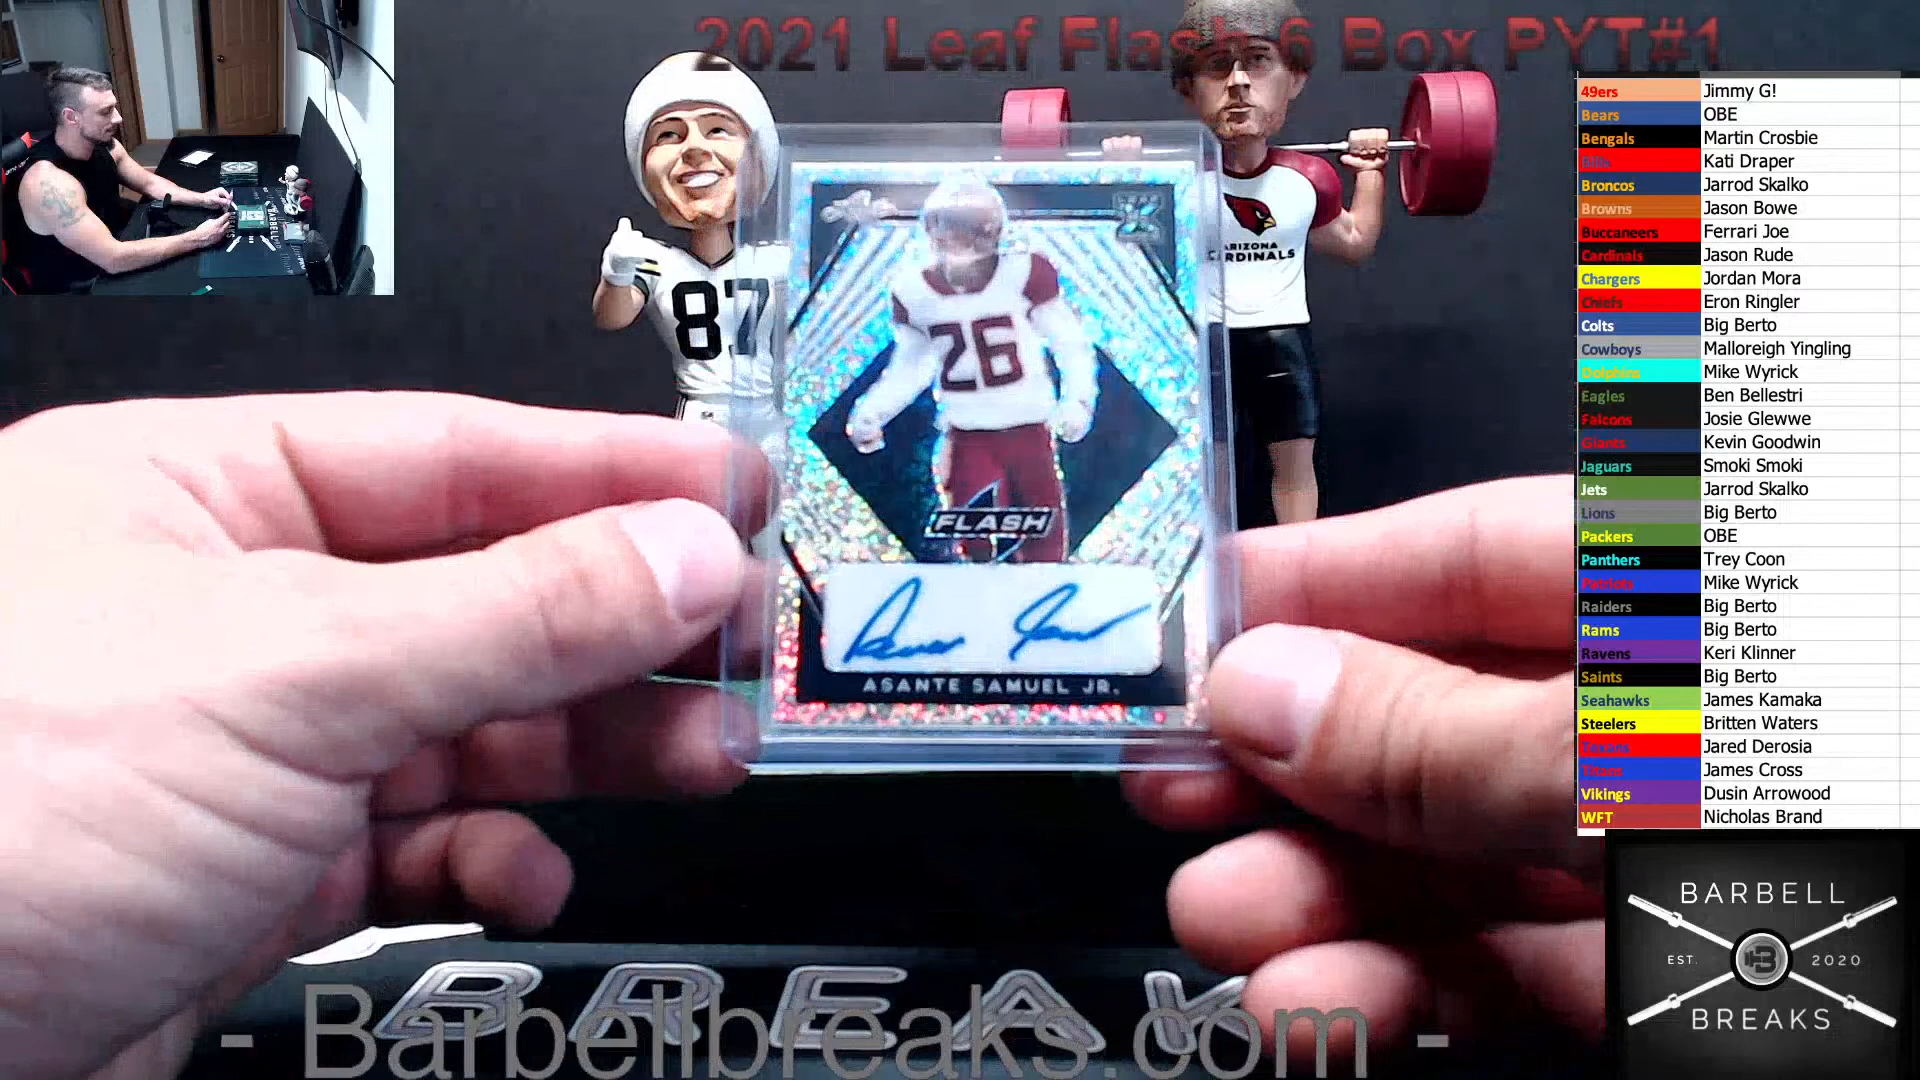 2021 Leaf Flash 6 Box PYT#1
49ers Jimmy G!
Bears OBE
Bengals Martin Crosbie
Bills Kati Draper
Broncos Jarrod Skalko
Browns Jason Bowe
Buccaneers Ferrari Joe
Cardinals Jason Rude
Chargers Jordan Mora
Chiefs Eron Ringler
Colts Big Berto
Cowboys Malloreigh Yingling
Dolphins Mike Wyrick
Eagles Ben Bellestri
Falcons Josie Glewwe
Giants Kevin Goodwin
Jaguars Smoki Smoki
Jets Jarrod Skalko
Lions Big Berto
Packers OBE
Panthers Trey Coon
Patriots Mike Wyrick
Raiders Big Berto
Rams Big Berto
Ravens Keri Klinner
Saints Big Berto
Seahawks James Kamaka
Steelers Britten Waters
Texans Jared Derosia
Titans James Cross
Vikings Dusin Arrowood
WFT Nicholas Brand
87
ARIZONA
CARDINALS
26
FLASH
ASANTE SAMUEL JR.
BARBELL
EST. B 2020
BREAKS
BREAK
- Barbellbreaks.com -